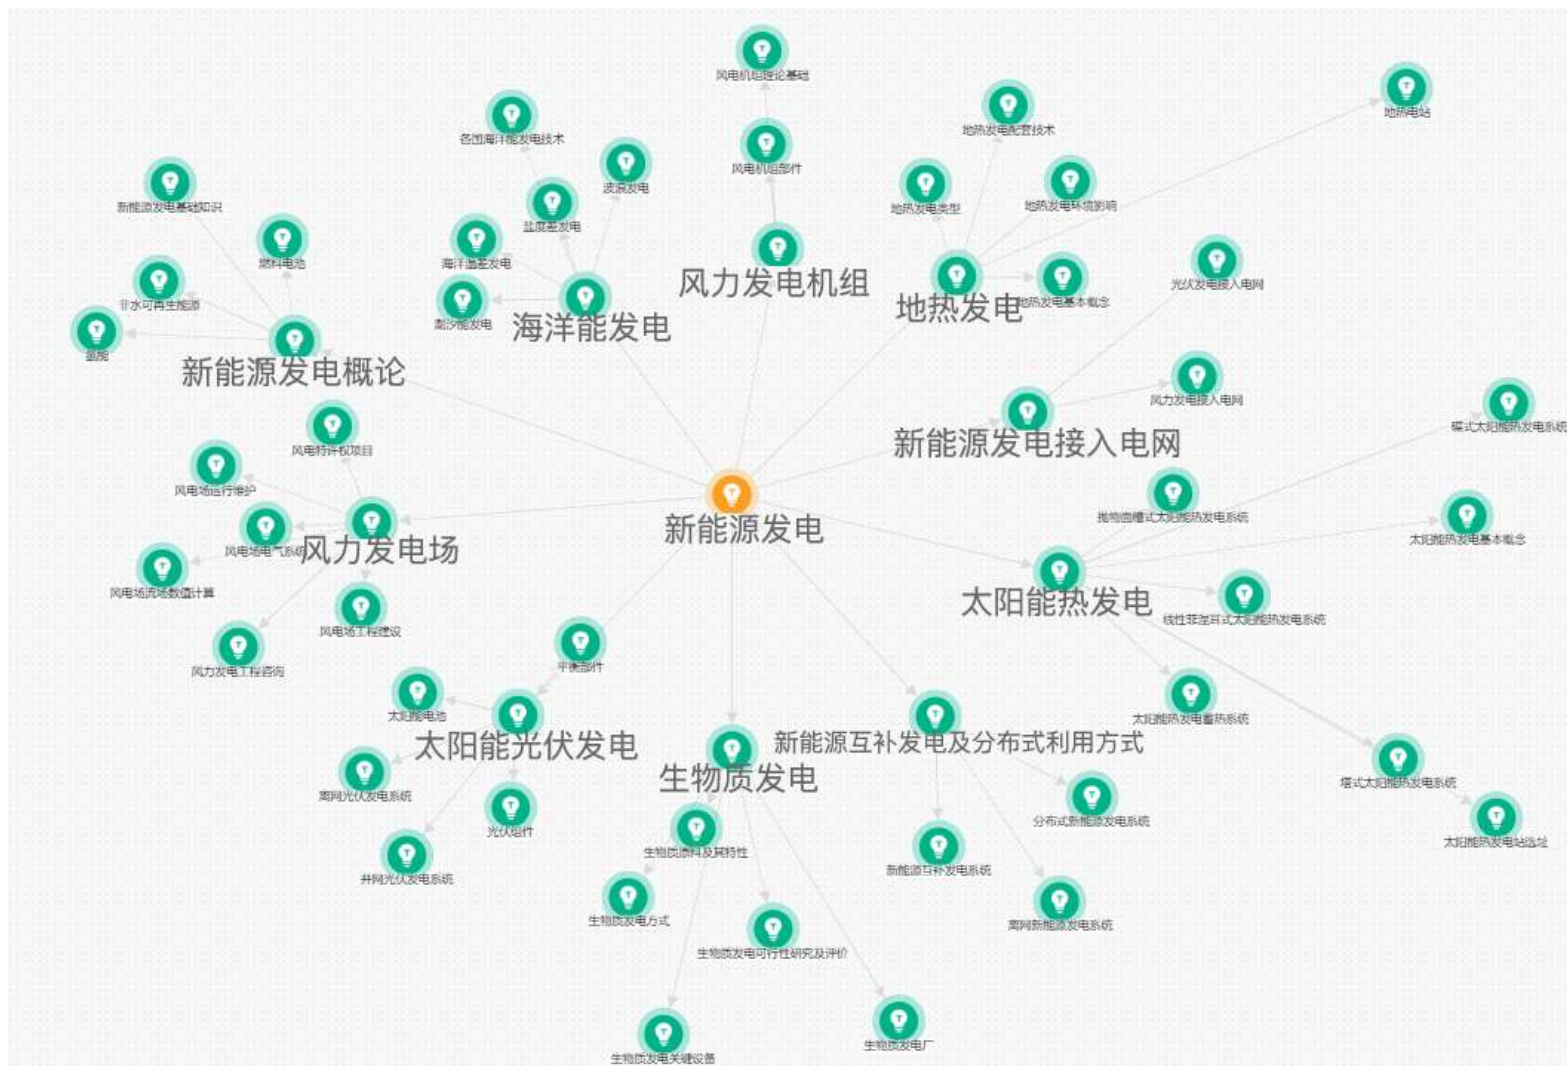 风电机组理论基础
地热电站
地热发电配套技术
各国海洋能发电技术
风电机组部件
波浪发电
新能源发电基础知识
地热发电类型
地热发电环境影响
盐度差发电
燃料电池
海洋温差发电
光伏发电接入电网
风力发电机组
非水可再生能源
地热发电基本概念
地热发电
潮汐能发电
海洋能发电
氢能
新能源发电概论
风力发电接入电网
碟式太阳能热发电系统
新能源发电接入电网
风电特许权项目
风电场运行维护
抛物面槽式太阳能热发电系统
新能源发电
太阳能热发电基本概念
风电场电气系统
风力发电场
风电场流场数值计算
太阳能热发电
线性菲涅耳式太阳能热发电系统
风电场工程建设
风力发电工程咨询
平衡部件
太阳能电池
太阳能热发电蓄热系统
太阳能光伏发电
新能源互补发电及分布式利用方式
生物质发电
塔式太阳能热发电系统
离网光伏发电系统
光伏组件
分布式新能源发电系统
太阳能热发电站选址
生物质原料及其特性
并网光伏发电系统
新能源互补发电系统
生物质发电方式
离网新能源发电系统
生物质发电可行性研究及评价
生物质发电厂
生物质发电关键设备